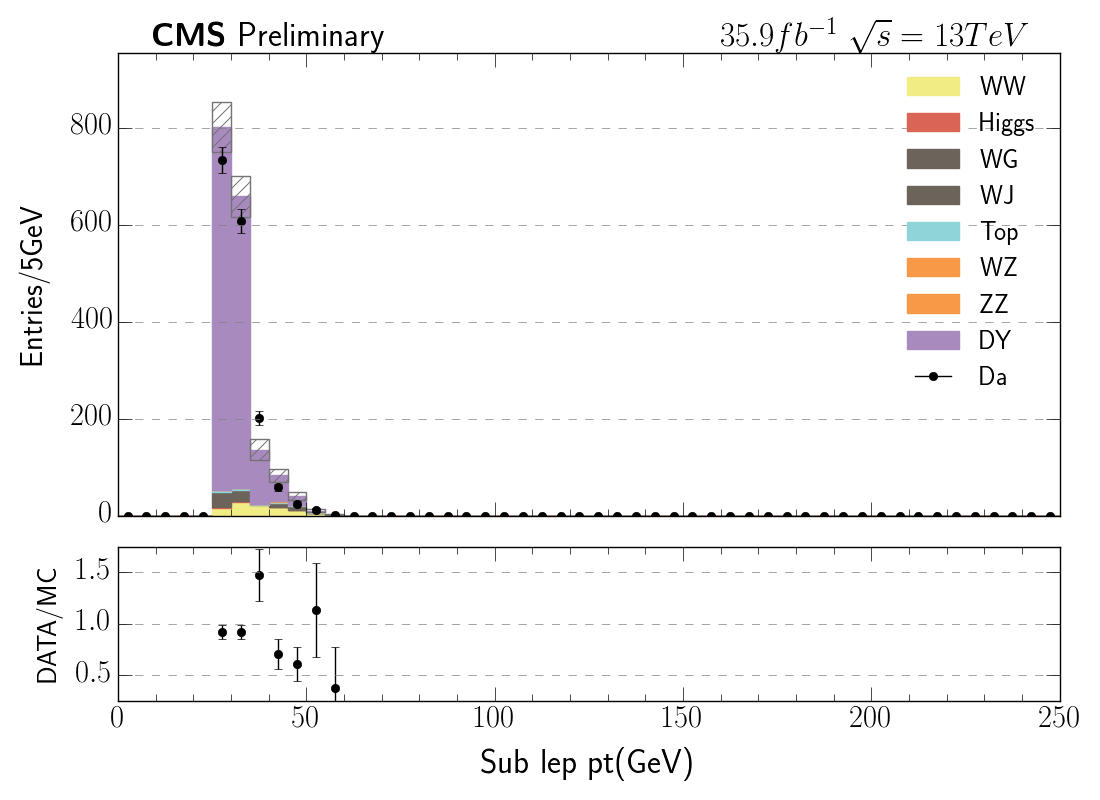 CMS Preliminary 35.9fb⁻¹ √s = 13TeV
WW
Higgs
WG
WJ
Top
WZ
ZZ
DY
Da
Entries/5GeV
800
600
400
200
0
DATA/MC
1.5
1.0
0.5
0 50 100 150 200 250
Sub lep pt(GeV)